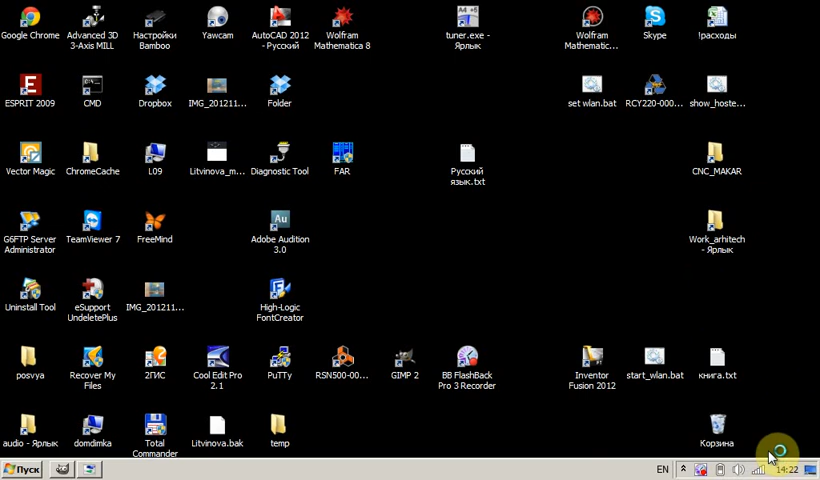 Google Chrome
Advanced 3D
3-Axis MILL
Настройки
Bamboo
Yawcam
AutoCAD 2012
- Русский
Wolfram
Mathematica 8
tuner.exe -
Ярлык
Wolfram
Mathematic...
Skype
!расходы
ESPRIT 2009
CMD
Dropbox
IMG_201211...
Folder
set wlan.bat
RCY220-000...
show_hoste...
Vector Magic
ChromeCache
L09
Litvinova_m...
Diagnostic Tool
FAR
Русский
язык.txt
CNC_MAKAR
G6FTP Server
Administrator
TeamViewer 7
FreeMind
Adobe Audition
3.0
Work_arhitech
- Ярлык
Uninstall Tool
eSupport
UndeletePlus
IMG_201211...
High-Logic
FontCreator
posvya
Recover My
Files
2ГИС
Cool Edit Pro
2.1
PuTTy
RSN500-00...
GIMP 2
BB FlashBack
Pro 3 Recorder
Inventor
Fusion 2012
start_wlan.bat
книга.txt
audio - Ярлык
domdimka
Total
Commander
Litvinova.bak
temp
Корзина
Пуск
EN
14:22